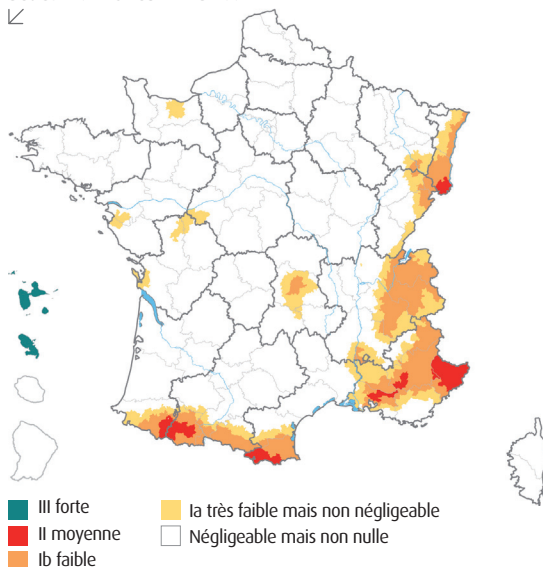 III forte
II moyenne
Ib faible
Ia très faible mais non négligeable
Négligeable mais non nulle